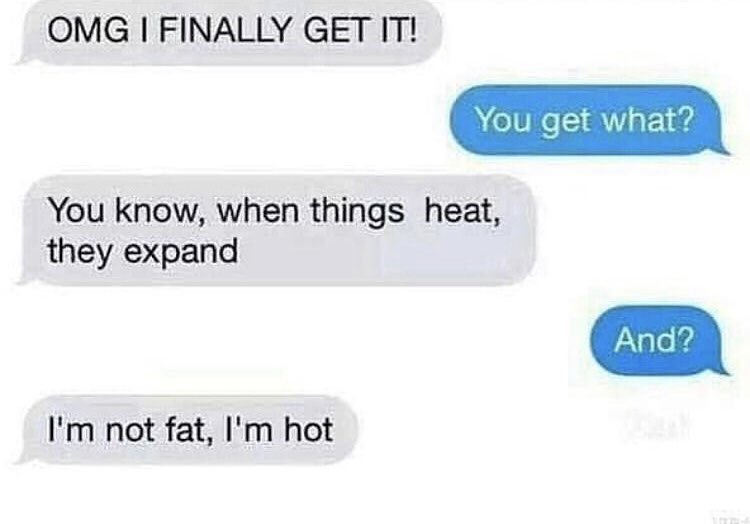 OMG I FINALLY GET IT!
You get what?
You know, when things heat,
they expand
And?
I'm not fat, I'm hot